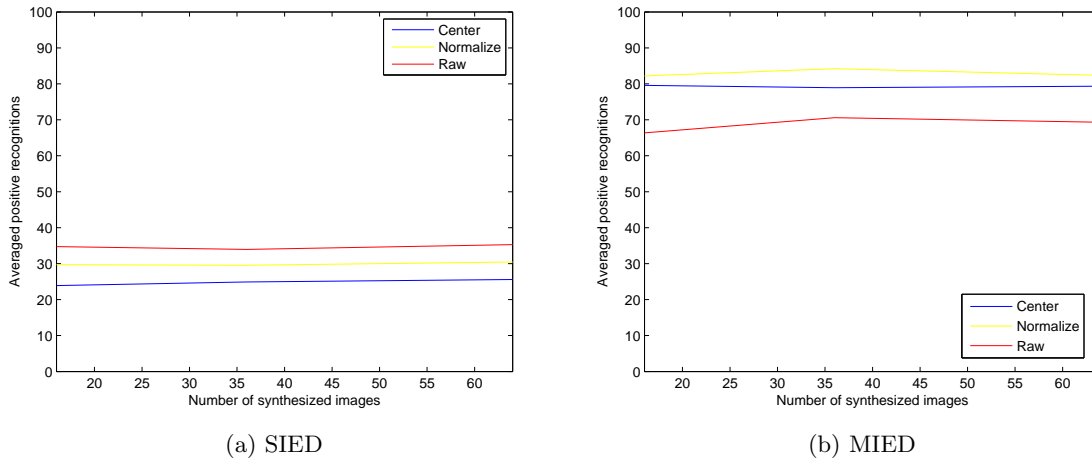 100
90
80
70
60
50
40
30
20
10
0
Averaged positive recognitions
Center
Normalize
Raw
20 25 30 35 40 45 50 55 60
Number of synthesized images
(a) SIED
100
90
80
70
60
50
40
30
20
10
0
Averaged positive recognitions
Center
Normalize
Raw
20 25 30 35 40 45 50 55 60
Number of synthesized images
(b) MIED